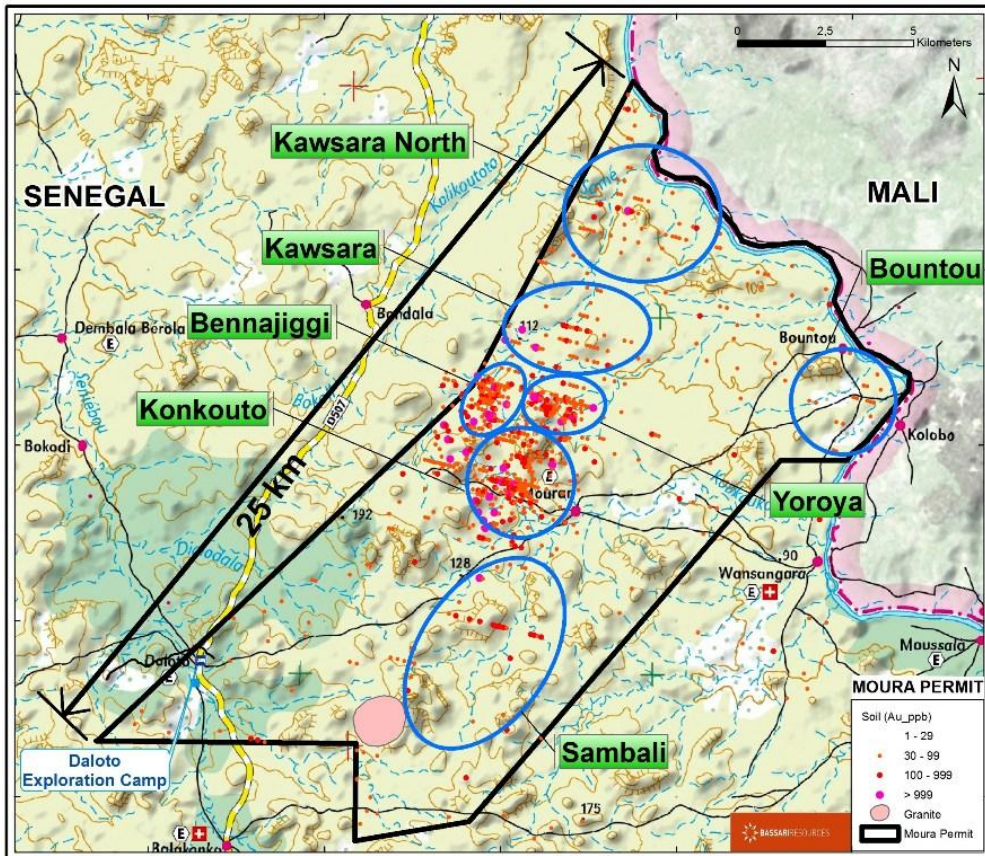 0 2.5 5
Kilometers
N
Kawsara North
SENEGAL
MALI
Kalikoutoto
Kawsara
Bountou
Bennajiggi
Bandala
112
Dembala Berola
E
Bountou
Konkouto
D507
Bokodi
Kolobo
E
25 km
192
Yoroya
128
90
Wansangara
E
Moussala
E
Daloto
E
MOURA PERMIT
Soil (Au_ppb)
1 - 29
30 - 99
100 - 999
> 999
Granite
Moura Permit
Daloto
Exploration Camp
Sambali
175
E
BASSARI RESOURCES